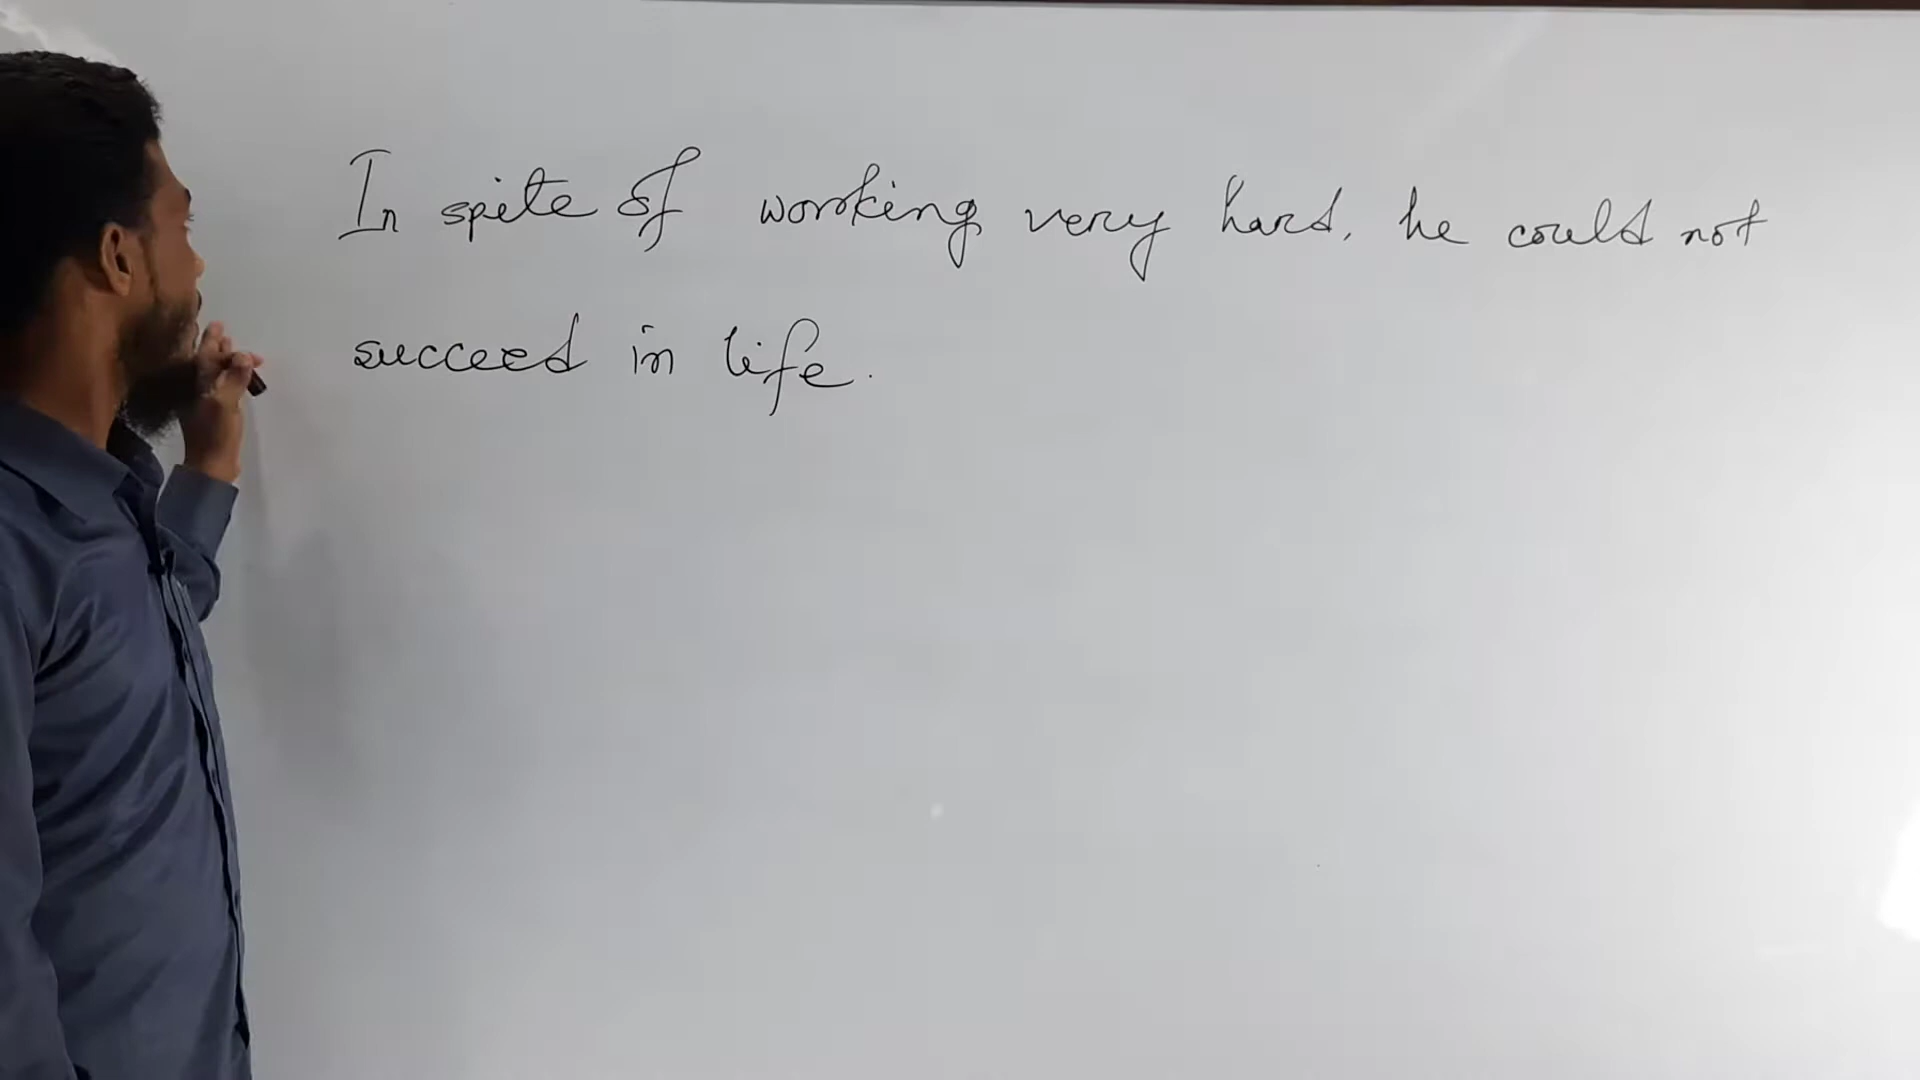 In spite of working very hard, he could not
succeed in life.